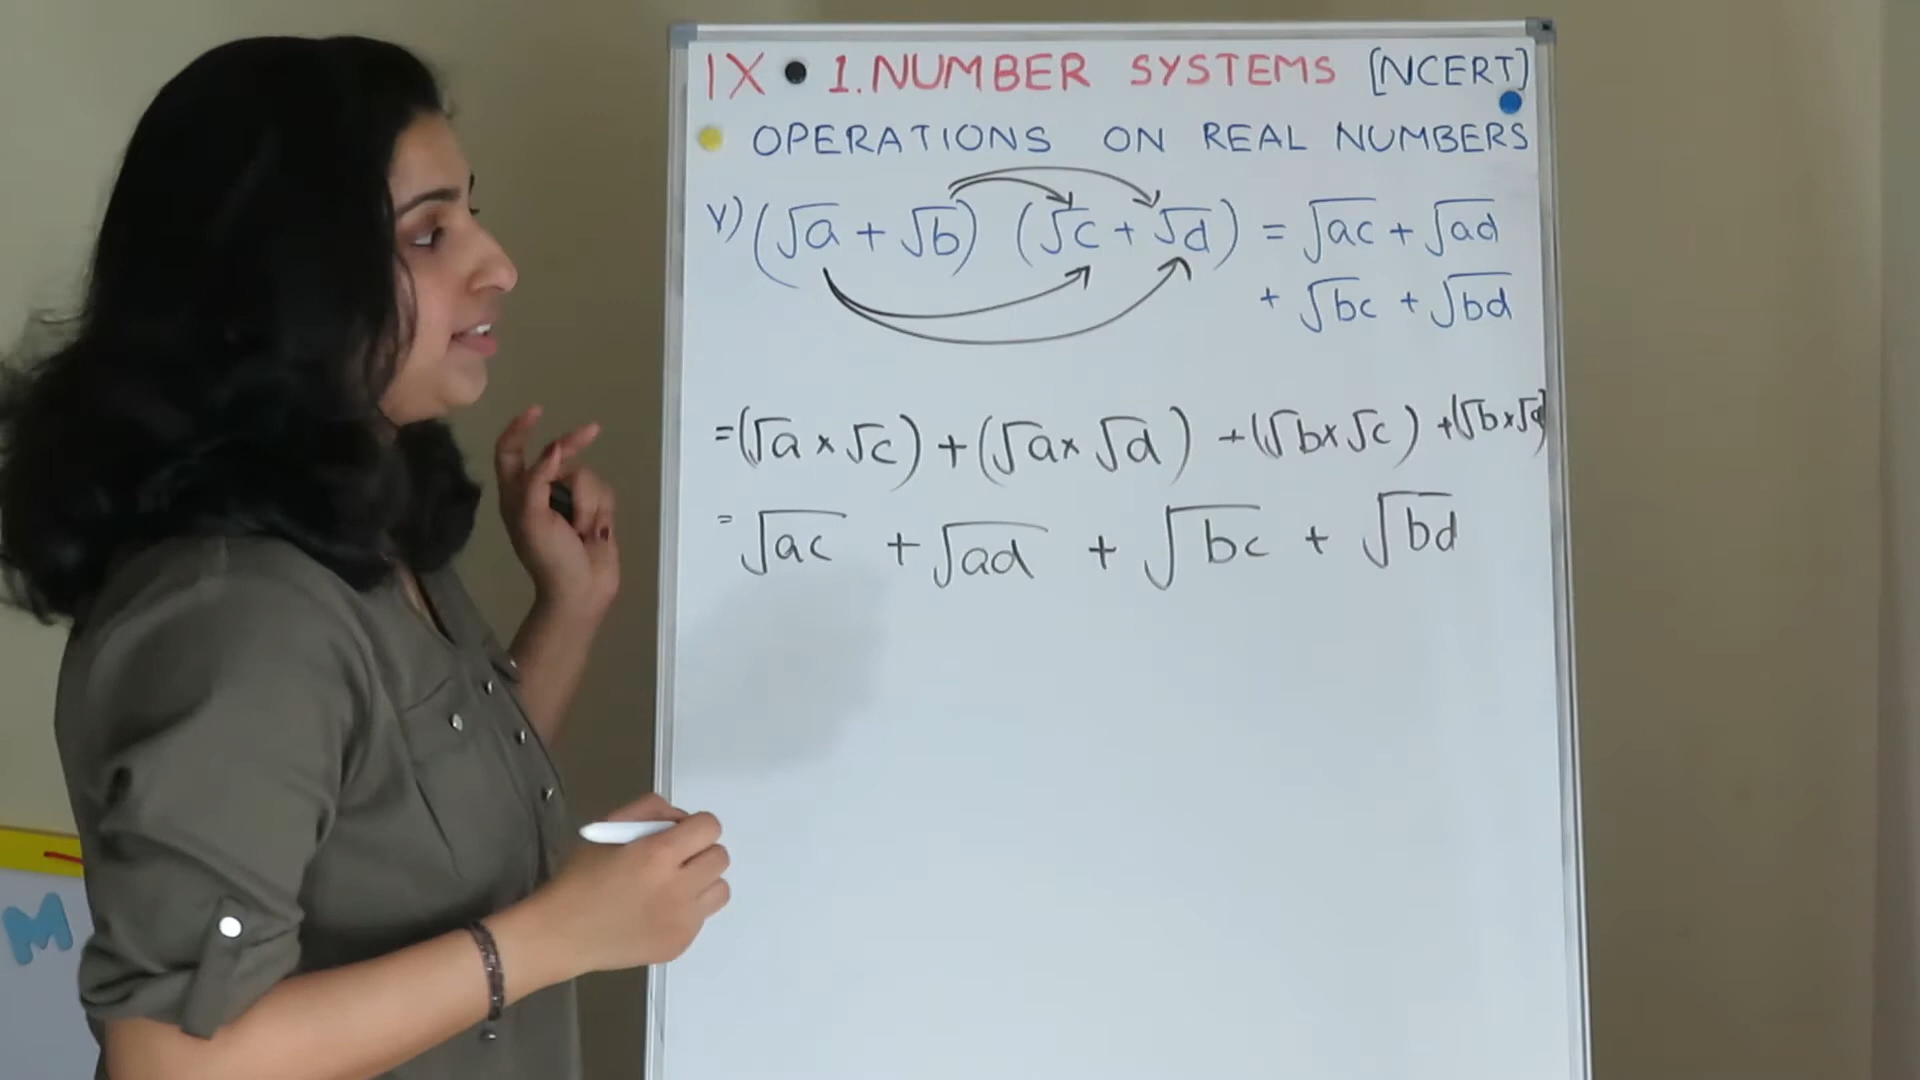 IX • 1. NUMBER SYSTEMS [NCERT]
OPERATIONS ON REAL NUMBERS
V) (√a + √b) (√c + √d) = √ac + √ad
+ √bc + √bd
= (√a × √c) + (√a × √d) + (√b × √c) + (√b × √d)
= √ac + √ad + √bc + √bd
M